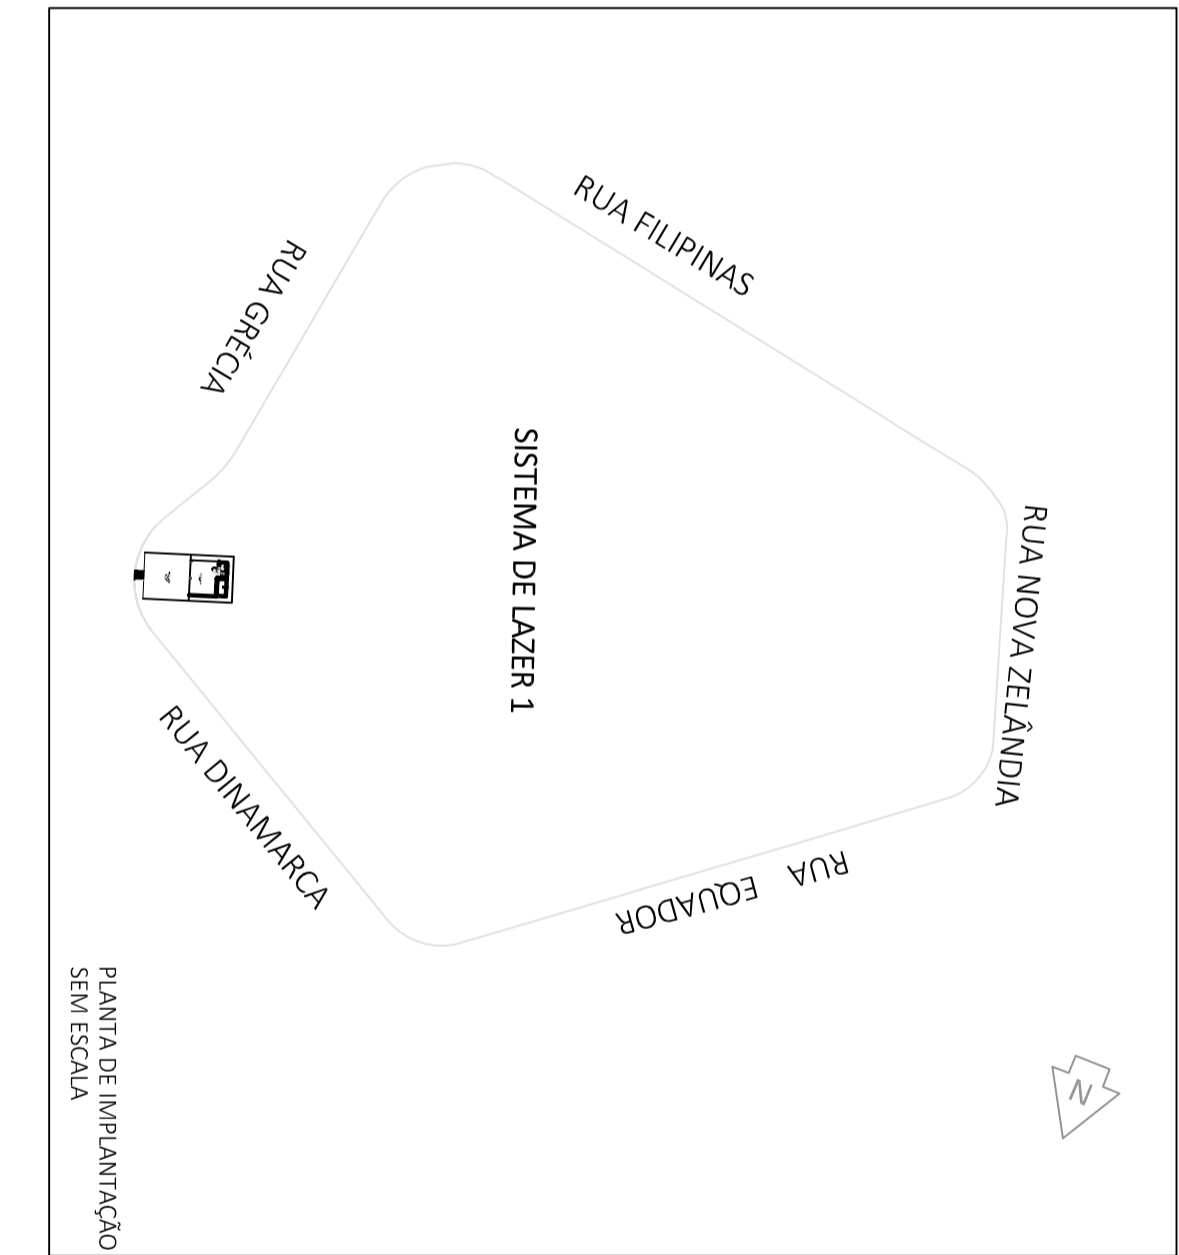 RUA FILIPINAS
RUA GRÉCIA
SISTEMA DE LAZER 1
RUA NOVA ZELÂNDIA
RUA DINAMARCA
RUA EQUADOR
PLANTA DE IMPLANTAÇÃO
SEM ESCALA
N